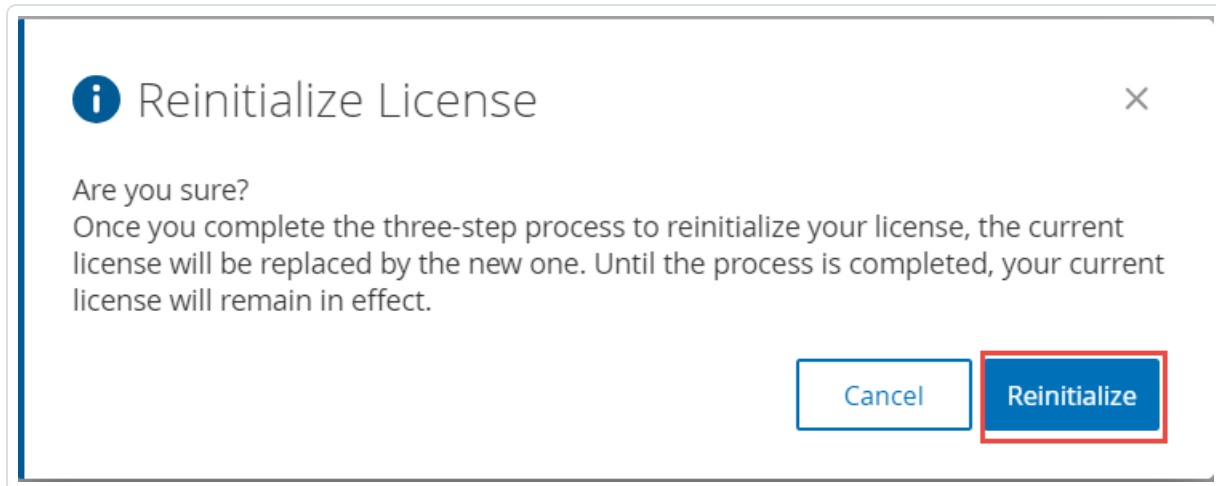 Reinitialize License
Are you sure?
Once you complete the three-step process to reinitialize your license, the current
license will be replaced by the new one. Until the process is completed, your current
license will remain in effect.
Cancel
Reinitialize